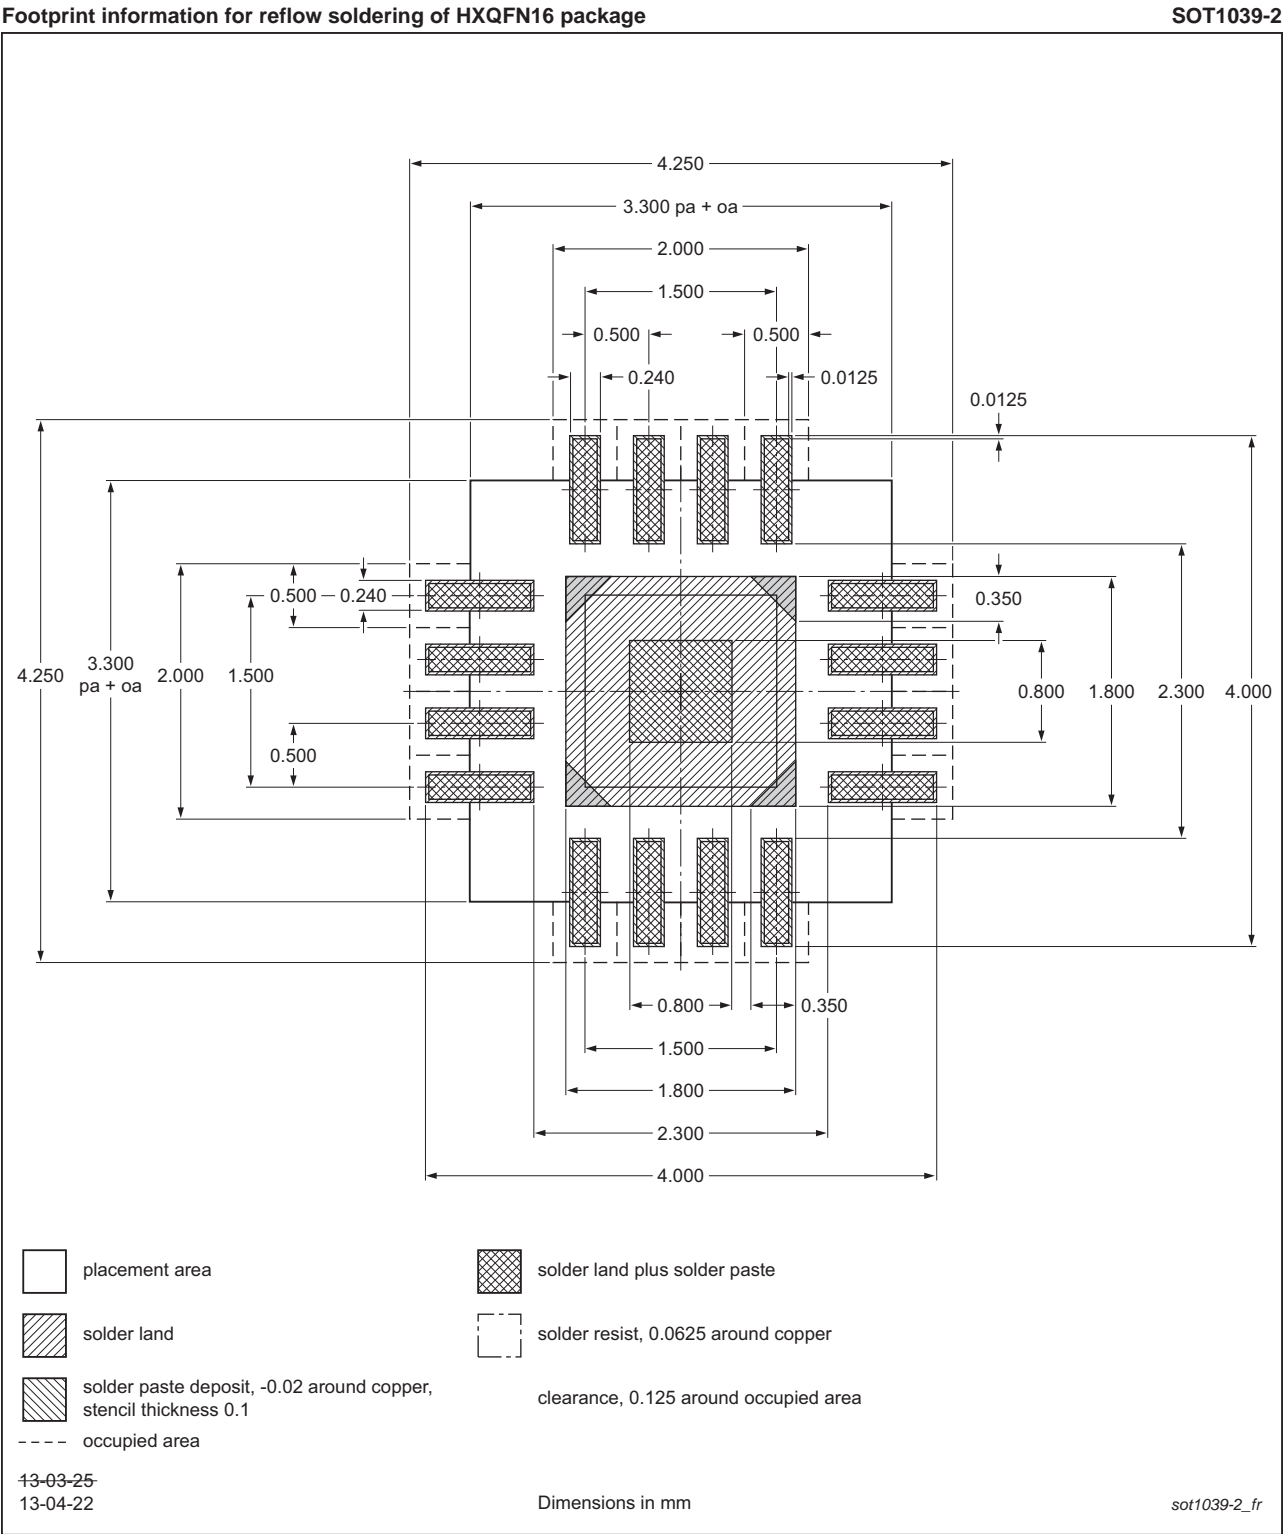 Footprint information for reflow soldering of HXQFN16 package SOT1039-2
4.250
3.300 pa + oa
2.000
1.500
0.500 0.500
0.240 0.0125
0.0125
0.500 0.240
0.350
4.250
3.300
pa + oa
2.000
1.500
0.800
1.800
2.300
4.000
0.500
0.800
0.350
1.500
1.800
2.300
4.000
placement area
solder land plus solder paste
solder land
solder resist, 0.0625 around copper
solder paste deposit, -0.02 around copper,
stencil thickness 0.1
clearance, 0.125 around occupied area
occupied area
13-03-25
13-04-22
Dimensions in mm
sot1039-2_fr